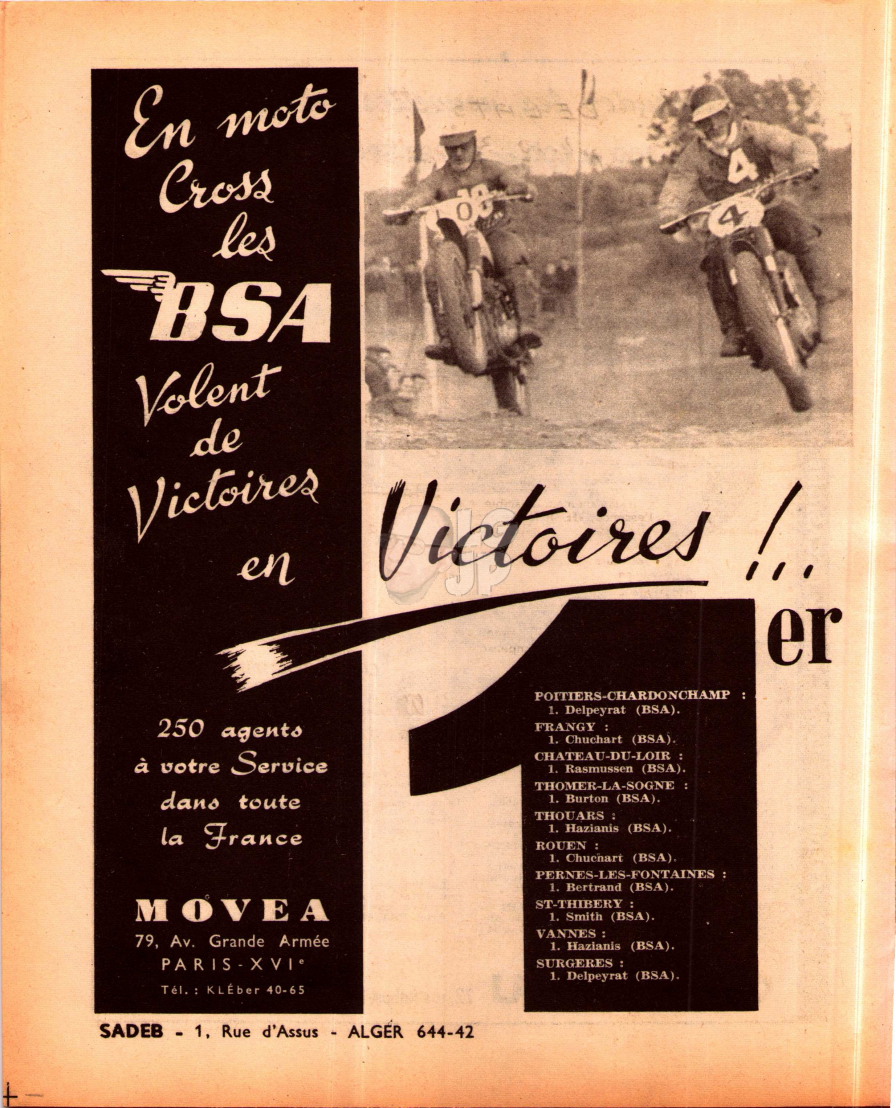 En moto
Cross
les
BSA
Volent
de
Victoires
en
Victoires !...
1er
250 agents
à votre Service
dans toute
la France
MOVEA
79, Av. Grande Armée
PARIS-XVIe
Tél. : KLÉber 40-65
10
4
4
JP
POITIERS-CHARDONCHAMP :
1. Delpeyrat (BSA).
FRANGY :
1. Chuchart (BSA).
CHATEAU-DU-LOIR :
1. Rasmussen (BSA).
THOMER-LA-SOGNE :
1. Burton (BSA).
THOUARS :
1. Hazianis (BSA).
ROUEN :
1. Chuchart (BSA).
PERNES-LES-FONTAINES :
1. Bertrand (BSA).
ST-THIBERY :
1. Smith (BSA).
VANNES :
1. Hazianis (BSA).
SURGERES :
1. Delpeyrat (BSA).
SADEB - 1, Rue d'Assus - ALGER 644-42